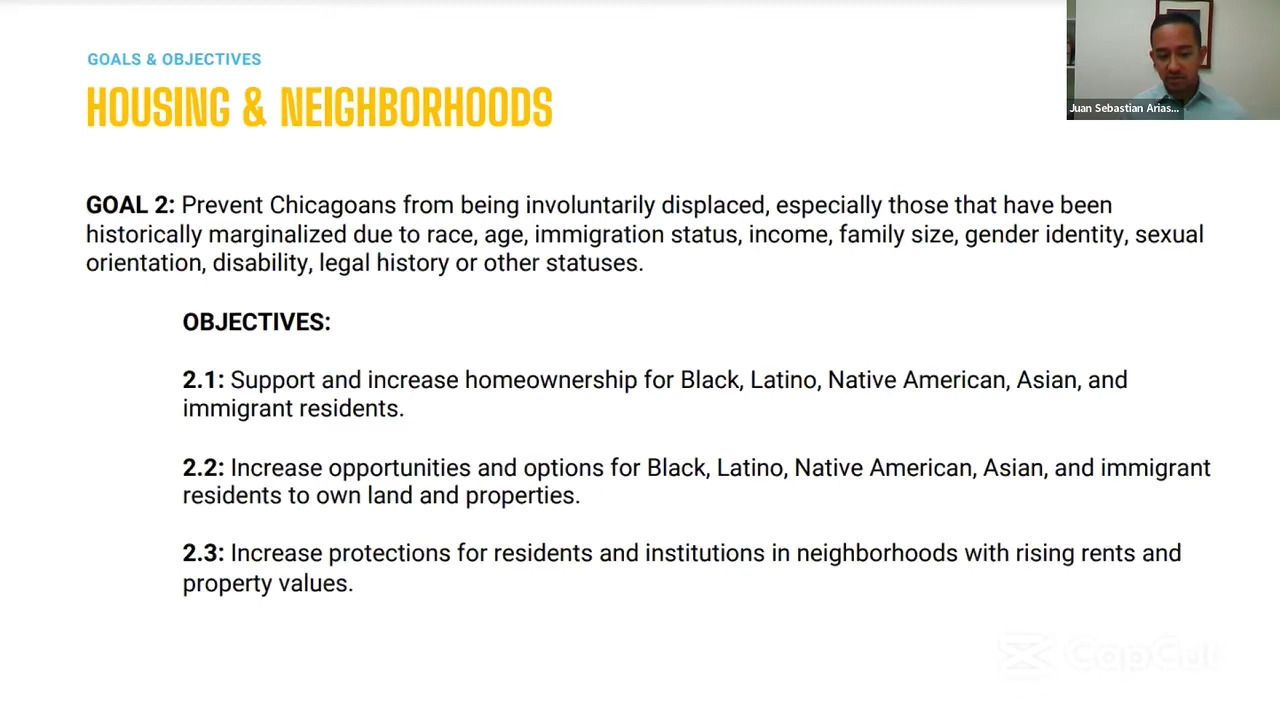 GOALS & OBJECTIVES
HOUSING & NEIGHBORHOODS
Juan Sebastian Arias...
GOAL 2: Prevent Chicagoans from being involuntarily displaced, especially those that have been
historically marginalized due to race, age, immigration status, income, family size, gender identity, sexual
orientation, disability, legal history or other statuses.
OBJECTIVES:
2.1: Support and increase homeownership for Black, Latino, Native American, Asian, and
immigrant residents.
2.2: Increase opportunities and options for Black, Latino, Native American, Asian, and immigrant
residents to own land and properties.
2.3: Increase protections for residents and institutions in neighborhoods with rising rents and
property values.
CapCut